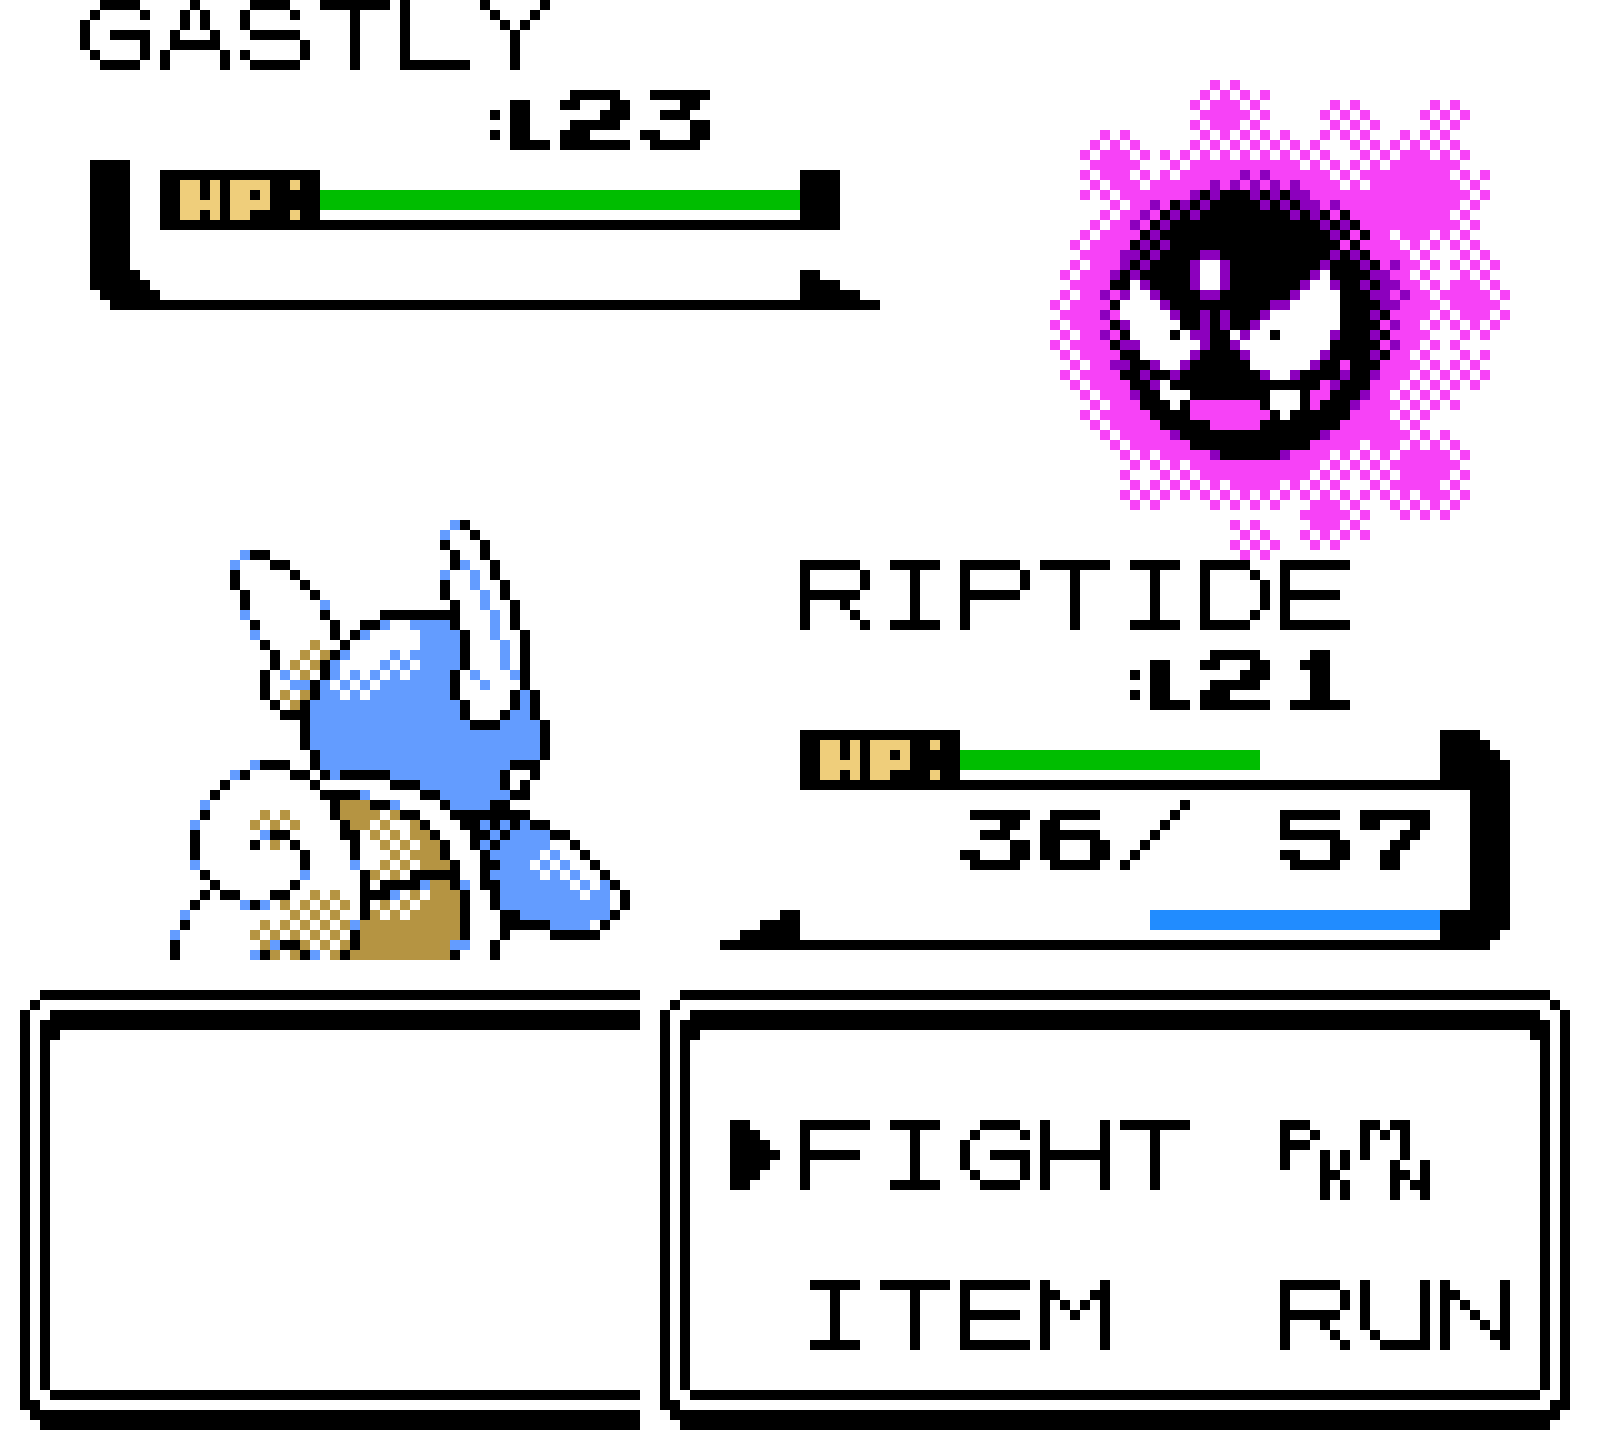 GASTLY
:L23
HP:
RIPTIDE
:L21
HP:
36/ 57
▶FIGHT PKMN
ITEM RUN